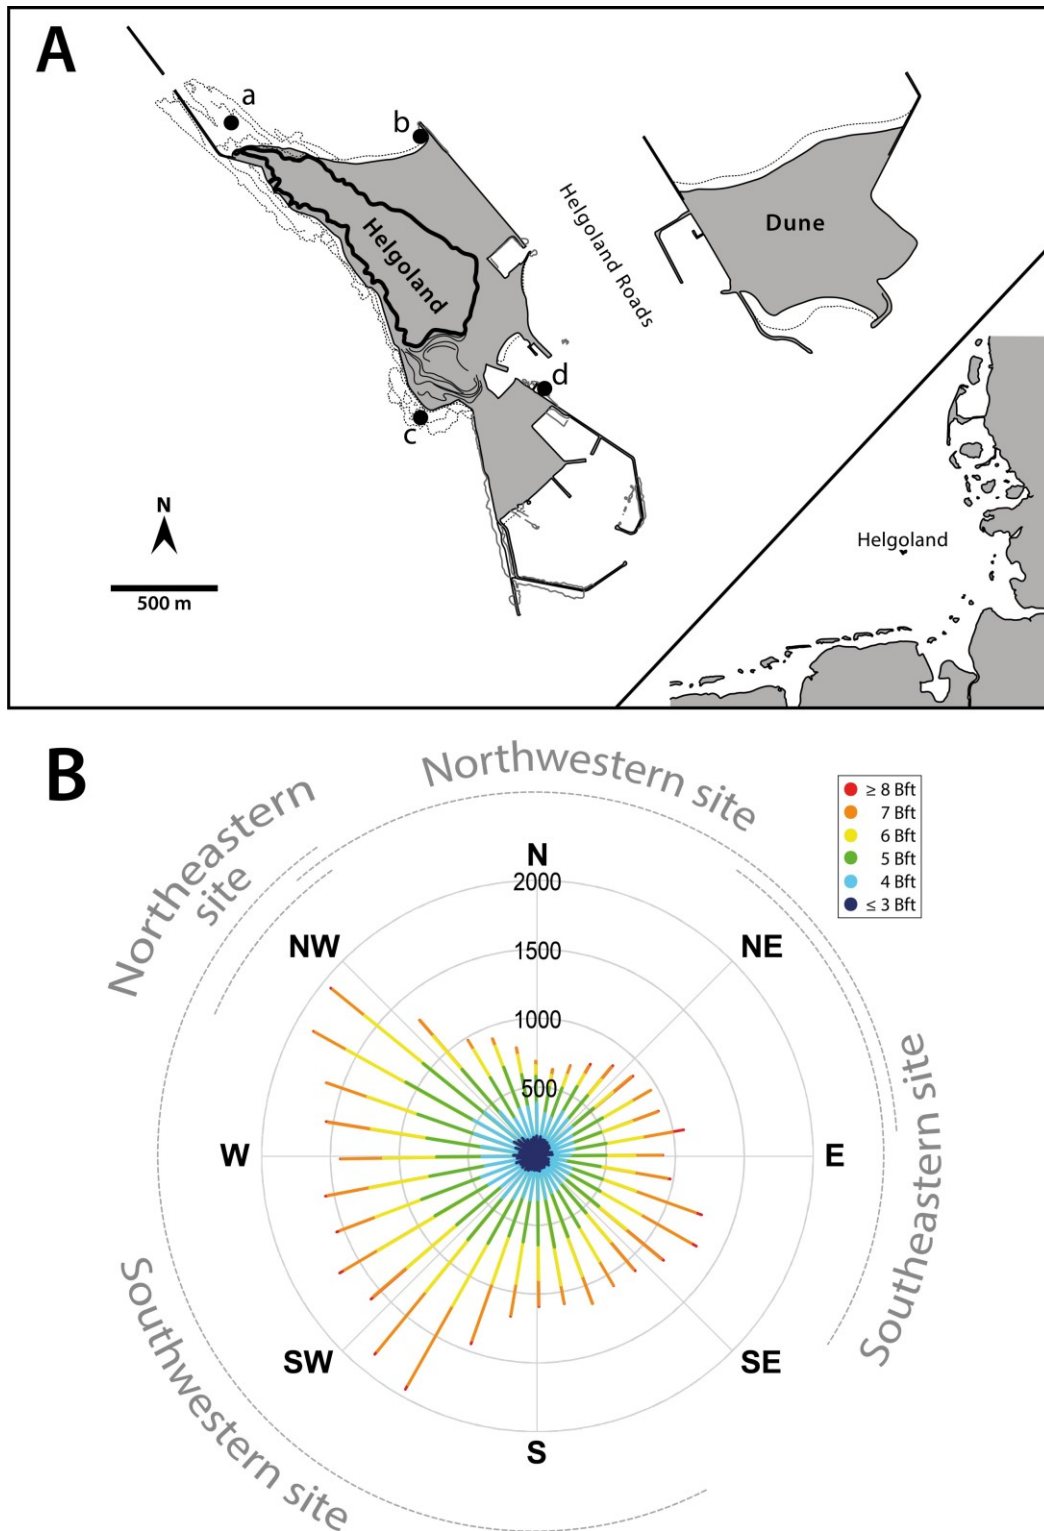 A
a
b
Helgoland
Helgoland Roads
Dune
c
d
N
500 m
Helgoland
B
Northwestern site
Northeastern
site
Southeastern site
Southwestern site
≥ 8 Bft
7 Bft
6 Bft
5 Bft
4 Bft
≤ 3 Bft
N
2000
1500
1000
500
NW
NE
W
E
SW
SE
S